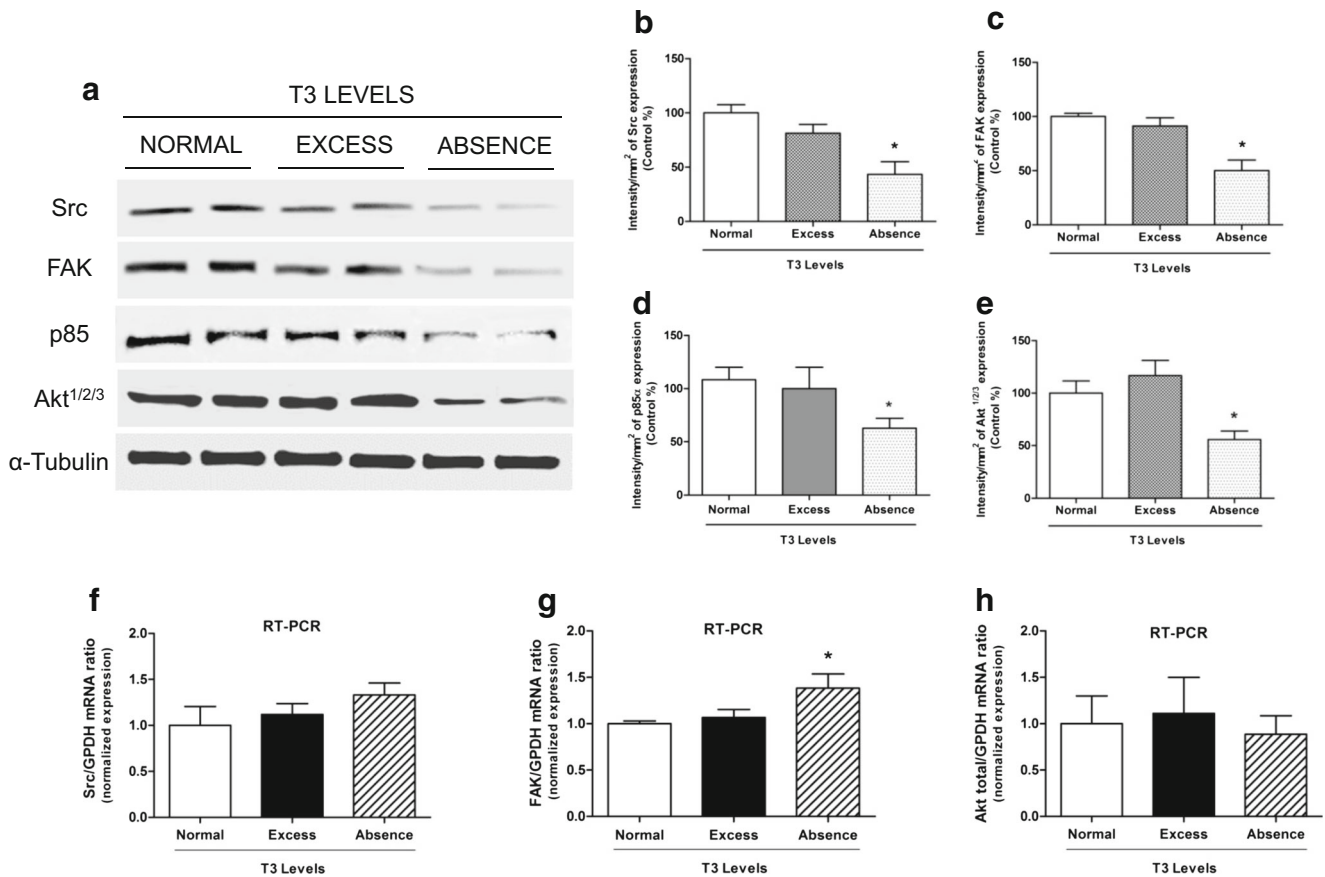 a
T3 LEVELS
NORMAL EXCESS ABSENCE
Src
FAK
p85
Akt1/2/3
α-Tubulin
b
Intensity/mm2 of Src expression
(Control %)
150
100
50
0
*
Normal Excess Absence
T3 Levels
c
Intensity/mm2 of FAK expression
(Control %)
150
100
50
0
*
Normal Excess Absence
T3 Levels
d
Intensity/mm2 of p85α expression
(Control %)
150
100
50
0
*
Normal Excess Absence
T3 Levels
e
Intensity/mm2 of Akt 1/2/3 expression
(Control %)
150
100
50
0
*
Normal Excess Absence
T3 Levels
f
RT-PCR
Src/GPDH mRNA ratio
(normalized expression)
2.0
1.5
1.0
0.5
0.0
Normal Excess Absence
T3 Levels
g
RT-PCR
FAK/GPDH mRNA ratio
(normalized expression)
2.0
1.5
1.0
0.5
0.0
*
Normal Excess Absence
T3 Levels
h
RT-PCR
Akt total/GPDH mRNA ratio
(normalized expression)
2.0
1.5
1.0
0.5
0.0
Normal Excess Absence
T3 Levels